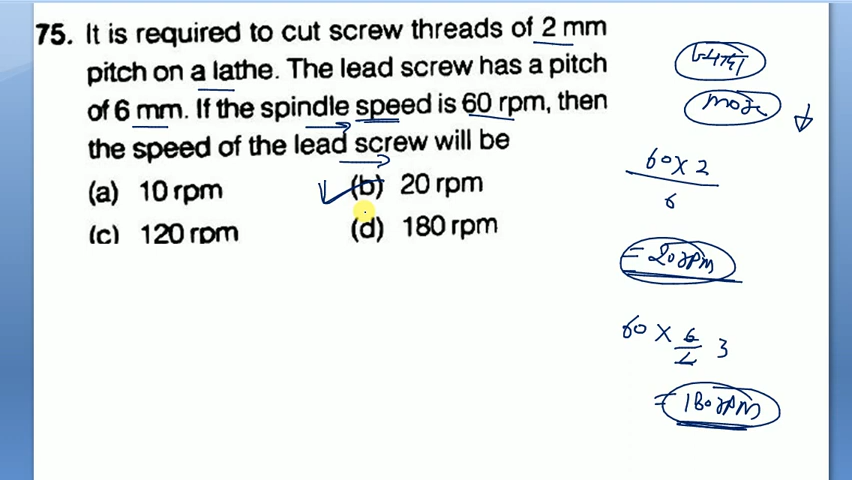 75. It is required to cut screw threads of 2 mm
pitch on a lathe. The lead screw has a pitch
of 6 mm. If the spindle speed is 60 rpm, then
the speed of the lead screw will be
(a) 10 rpm
(b) 20 rpm
(c) 120 rpm
(d) 180 rpm
60 x 2
6
= 20 rpm
60 x 6 3
= 180 rpm